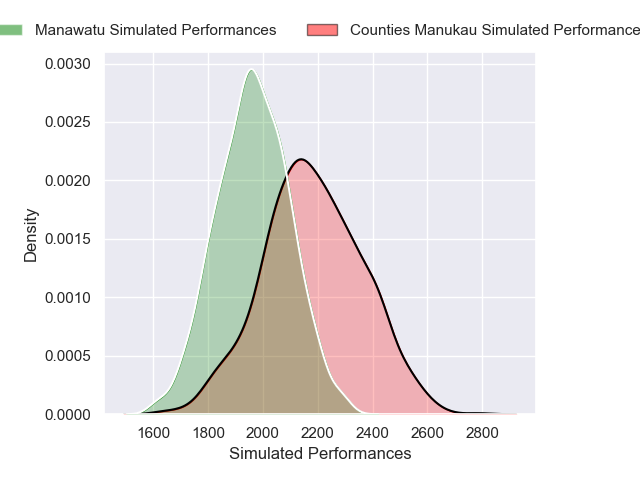 Manawatu Simulated Performances
Counties Manukau Simulated Performance
0.0030
0.0025
0.0020
0.0015
0.0010
0.0005
0.0000
Density
1600 1800 2000 2200 2400 2600 2800
Simulated Performances